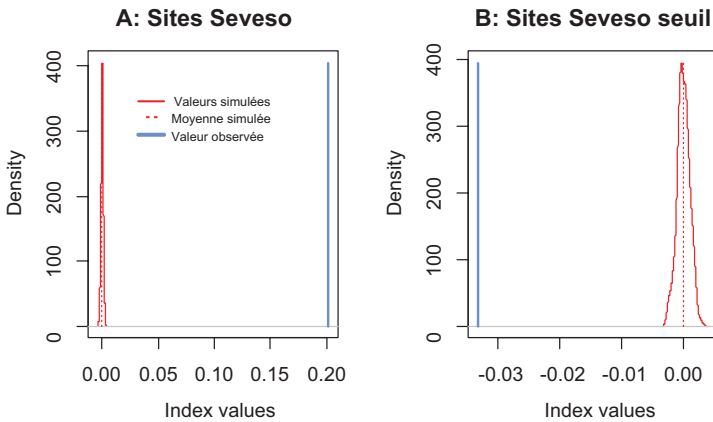 A: Sites Seveso
Density
0 100 200 300 400
Valeurs simulées
Moyenne simulée
Valeur observée
0.00 0.05 0.10 0.15 0.20
Index values
B: Sites Seveso seuil
Density
0 100 200 300 400
-0.03 -0.02 -0.01 0.00
Index values